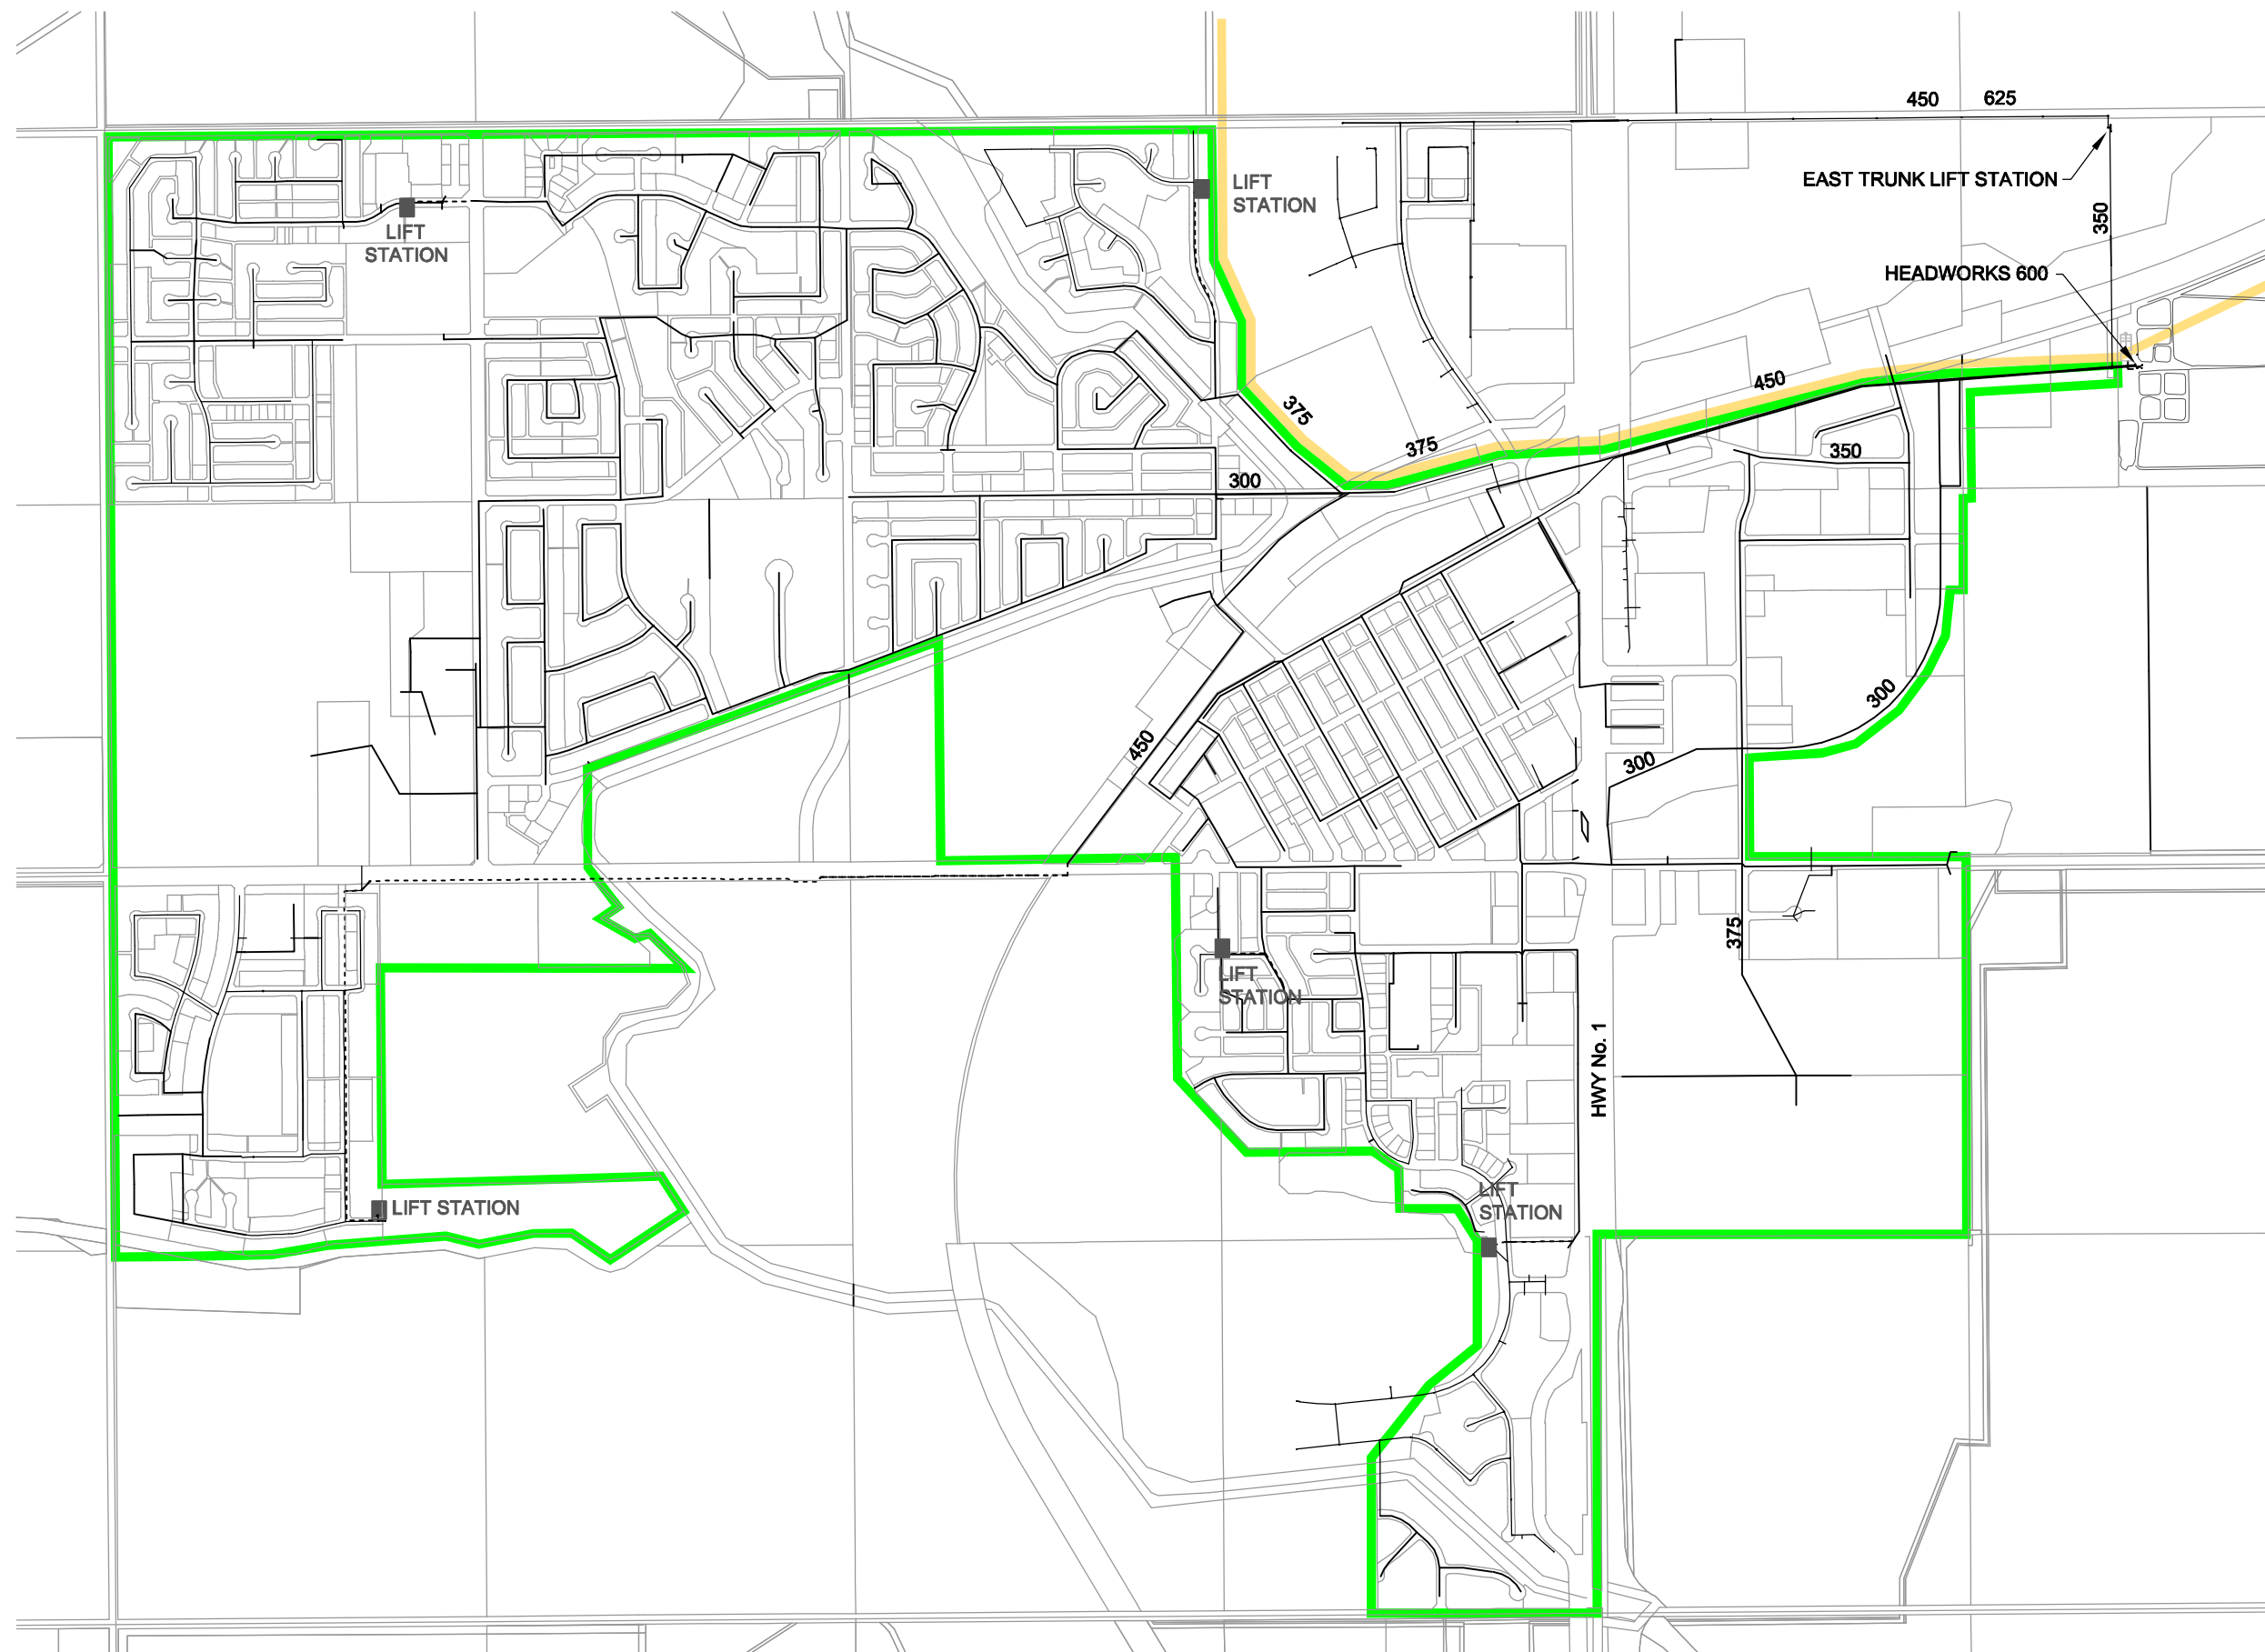 450
625
EAST TRUNK LIFT STATION
LIFT
STATION
350
LIFT
STATION
HEADWORKS 600
450
375
375
350
300
300
450
300
375
LIFT
STATION
HWY No. 1
LIFT STATION
LIFT
STATION